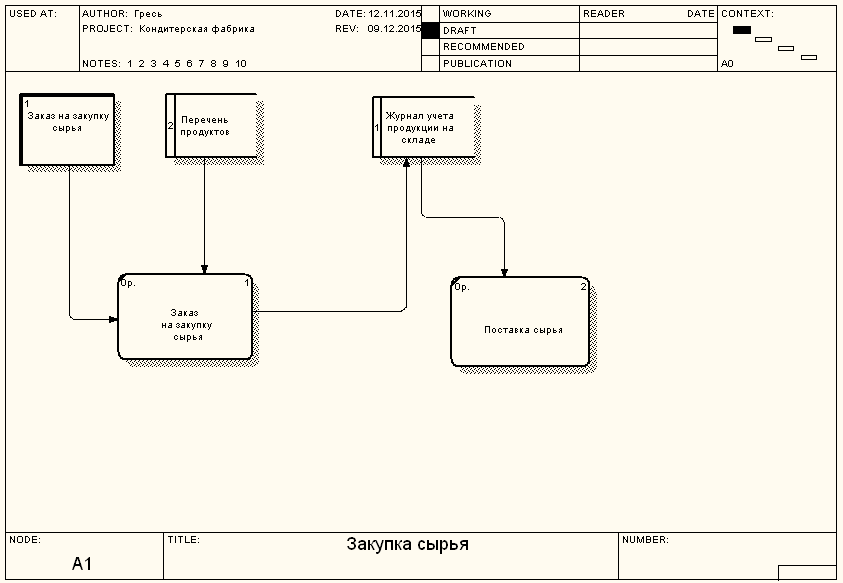 USED AT:
AUTHOR: Гресь
DATE: 12.11.2015
WORKING
READER
DATE
CONTEXT:
PROJECT: Кондитерская фабрика
REV: 09.12.2015
DRAFT
RECOMMENDED
NOTES: 1 2 3 4 5 6 7 8 9 10
PUBLICATION
A0
1
Заказ на закупку
сырья
2
Перечень
продуктов
1
Журнал учета
продукции на
складе
0р.
1
Заказ
на закупку
сырья
0р.
2
Поставка сырья
NODE:
A1
TITLE:
Закупка сырья
NUMBER: